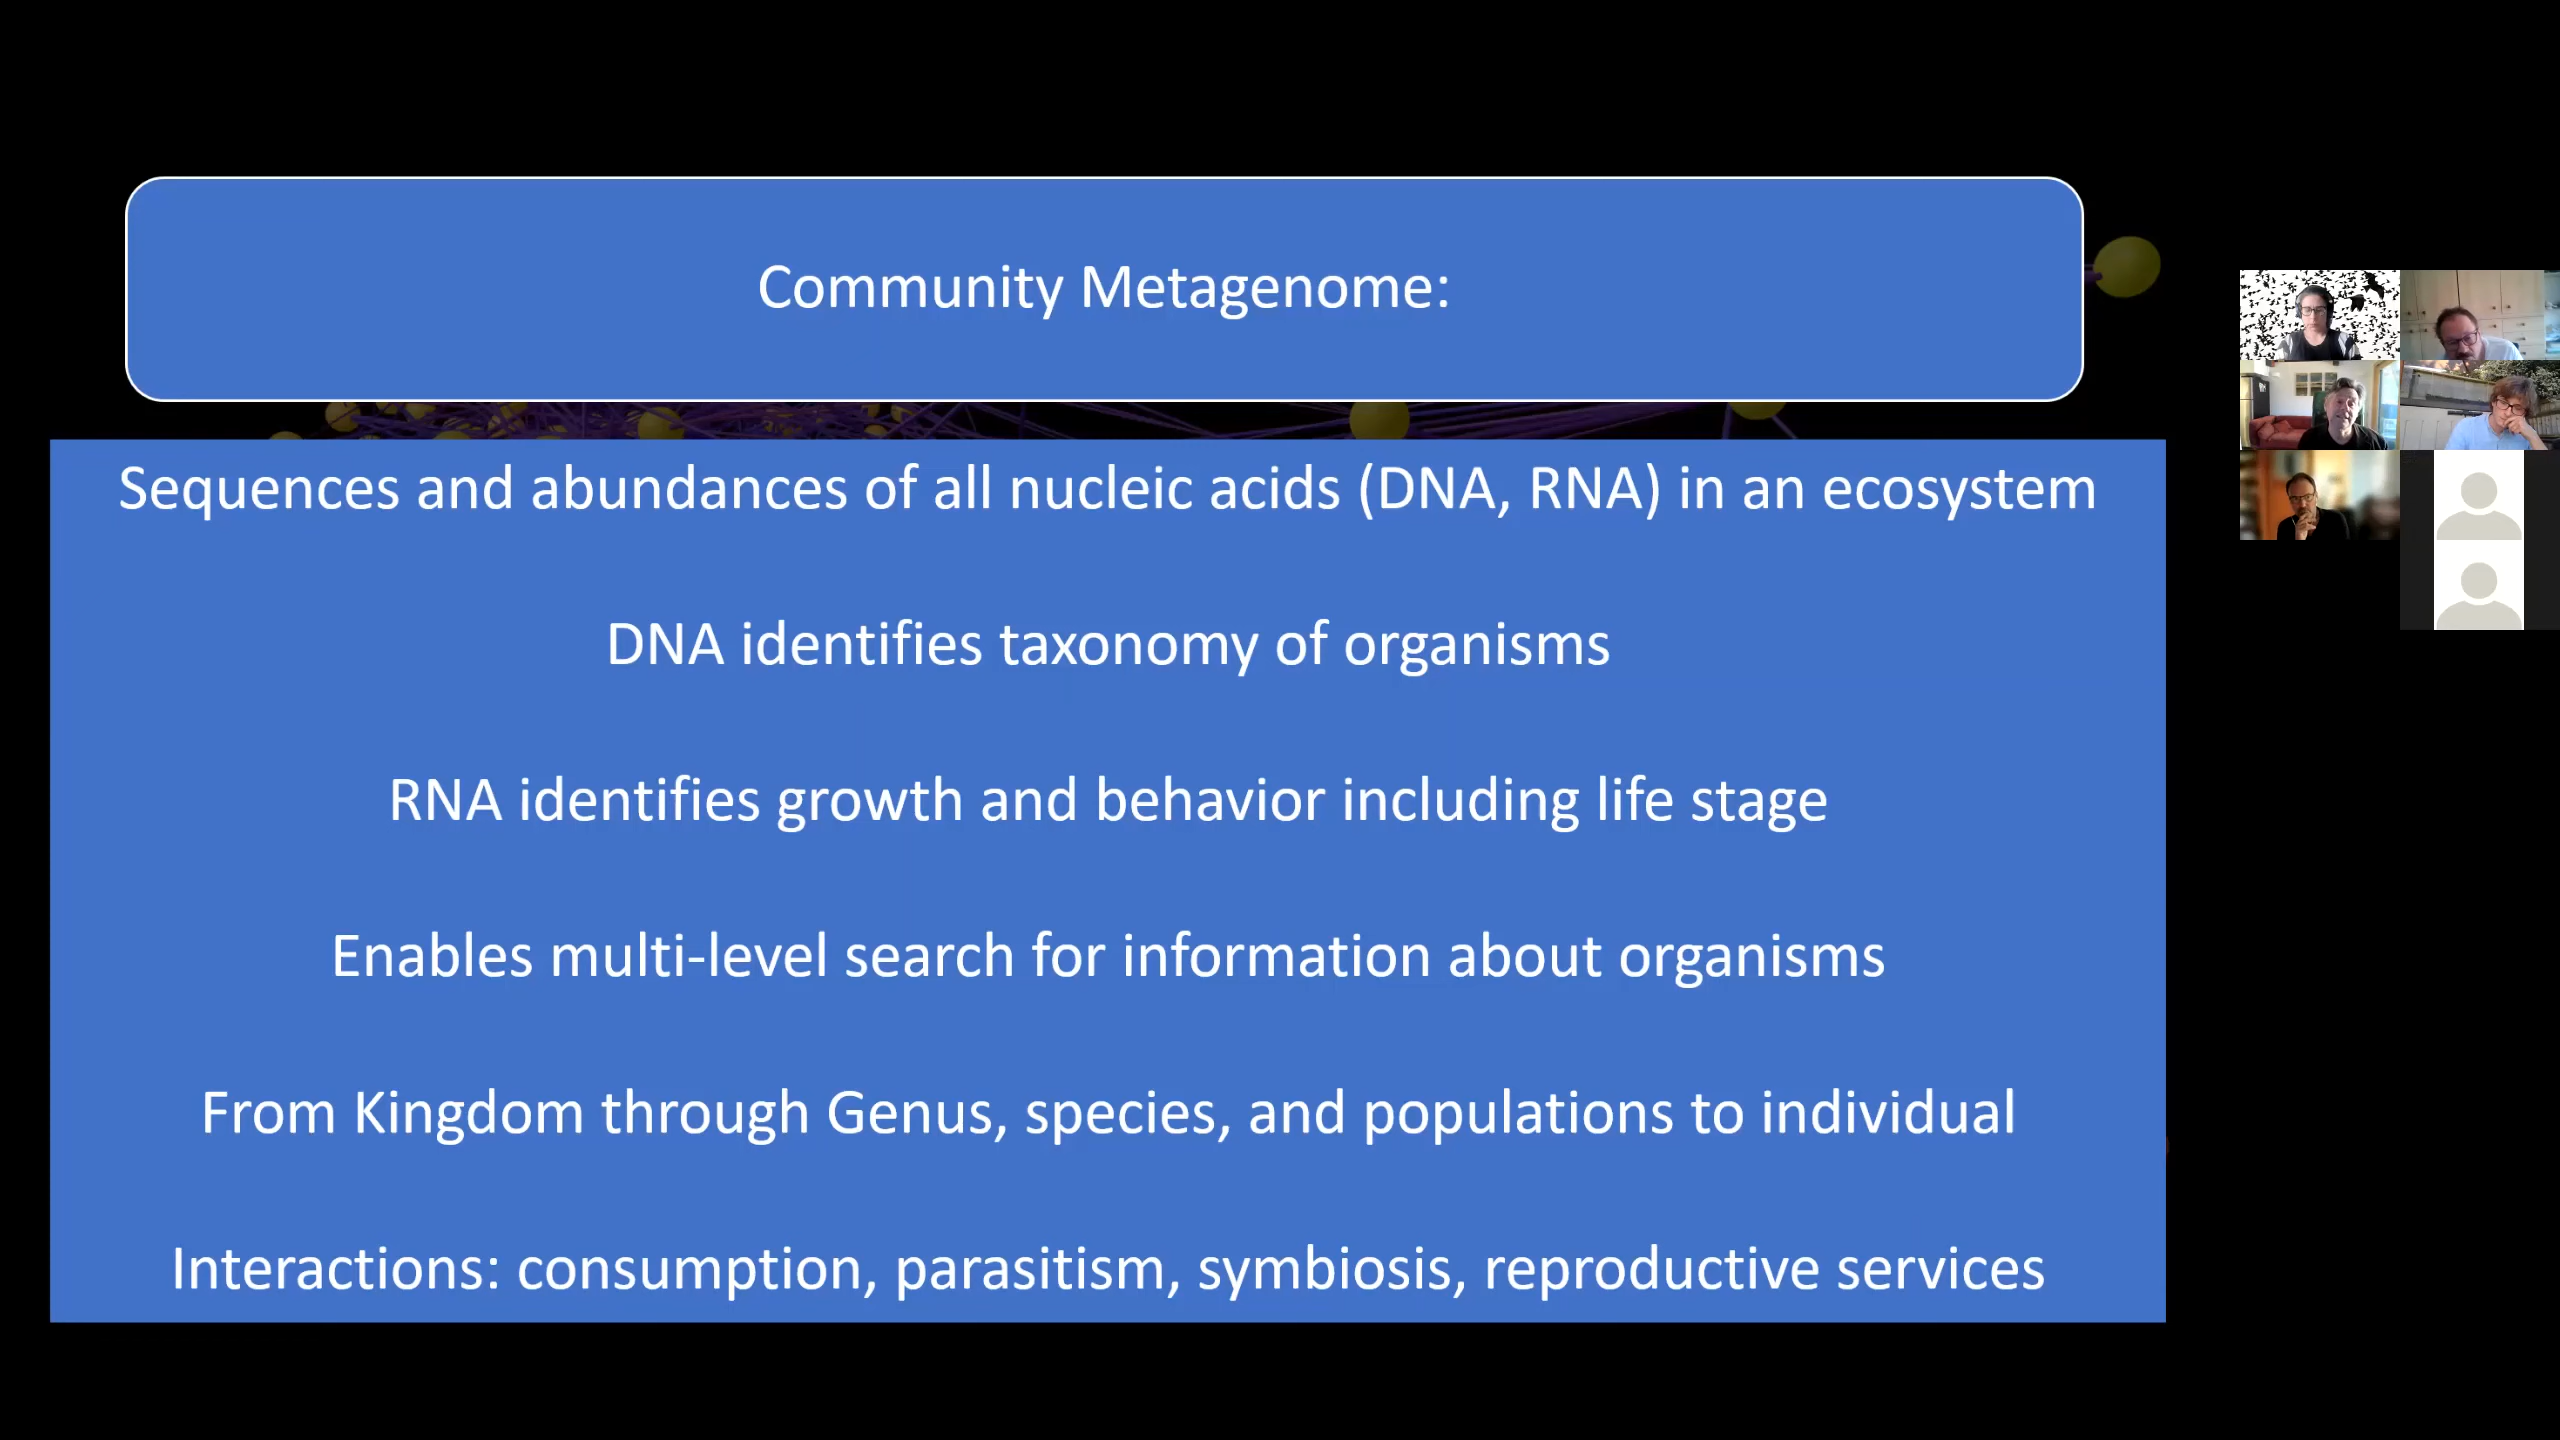 Community Metagenome:
Sequences and abundances of all nucleic acids (DNA, RNA) in an ecosystem
DNA identifies taxonomy of organisms
RNA identifies growth and behavior including life stage
Enables multi-level search for information about organisms
From Kingdom through Genus, species, and populations to individual
Interactions: consumption, parasitism, symbiosis, reproductive services